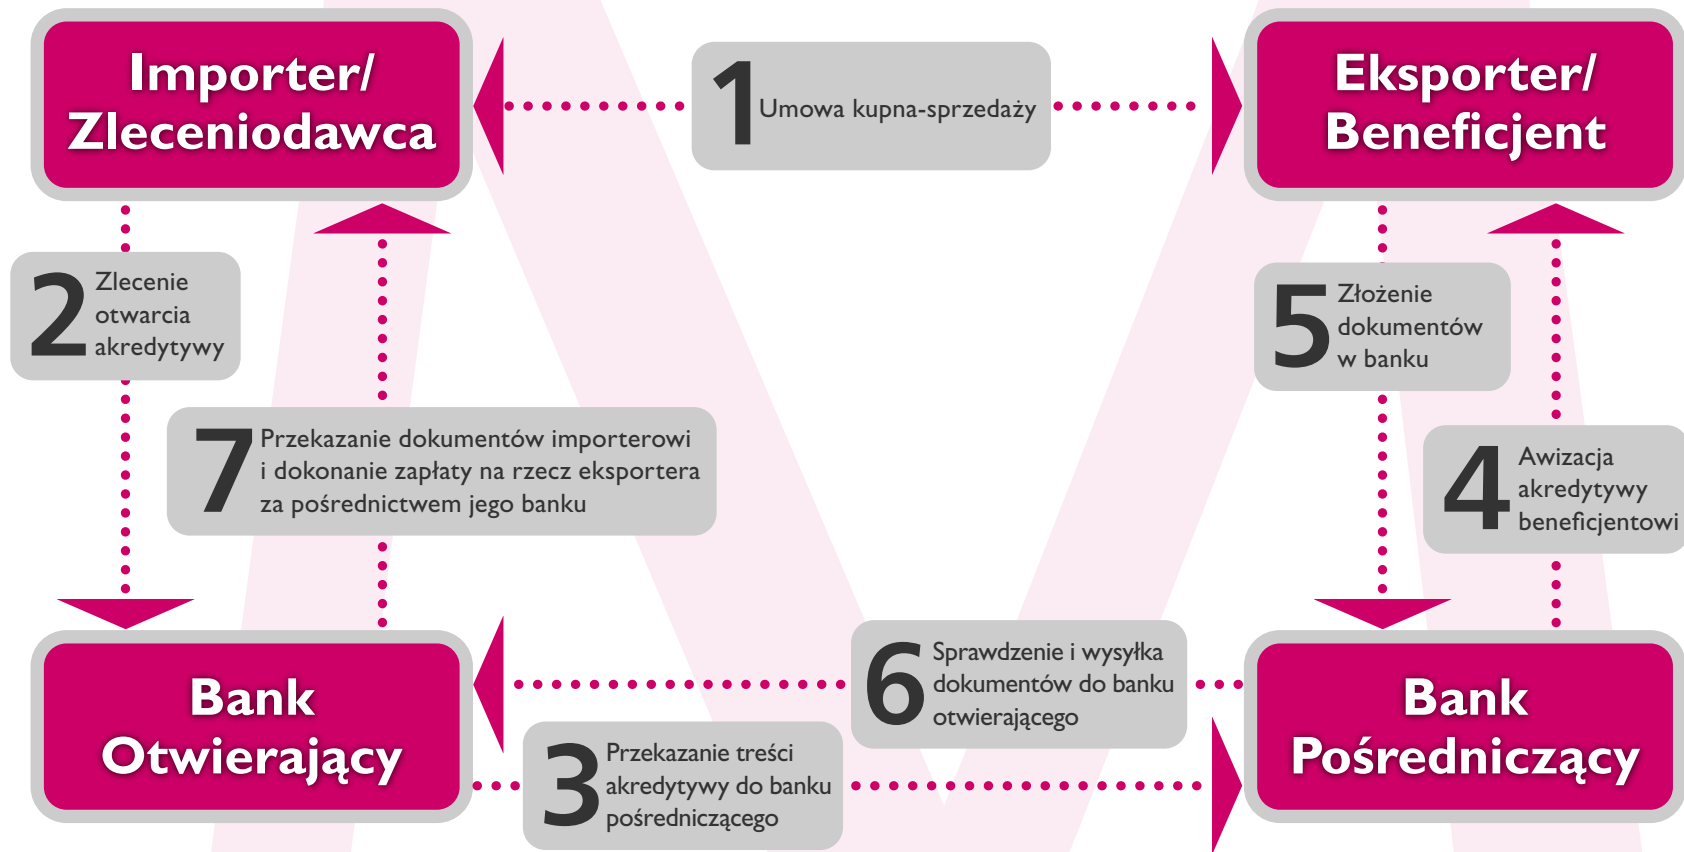 Importer/
Zleceniodawca
1
Umowa kupna-sprzedaży
Eksporter/
Beneficjent
2
Zlecenie
otwarcia
akredytywy
5
Złożenie
dokumentów
w banku
7
Przekazanie dokumentów importerowi
i dokonanie zapłaty na rzecz eksportera
za pośrednictwem jego banku
4
Awizacja
akredytywy
beneficjentowi
6
Sprawdzenie i wysyłka
dokumentów do banku
otwierającego
Bank
Otwierający
3
Przekazanie treści
akredytywy do banku
pośredniczącego
Bank
Pośredniczący